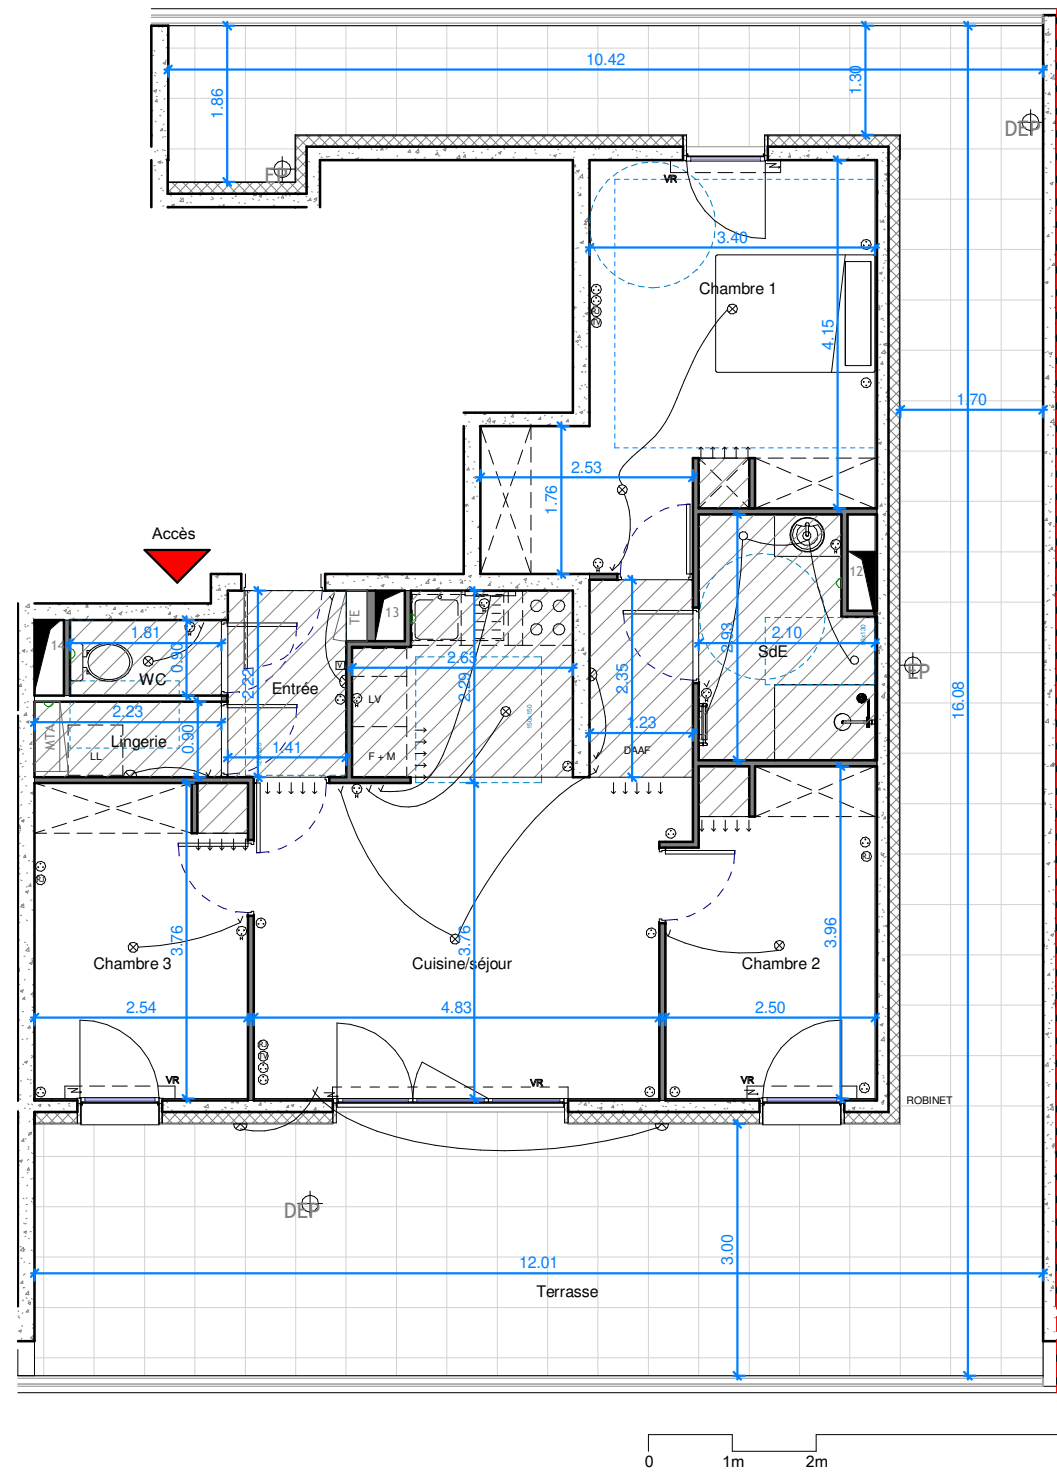 10.42
1.86
1.30
DEP
EP
VR
3.40
Chambre 1
4.15
1.70
2.53
1.76
Accès
TE
13
12
14
1.81
0.90
WC
2.22
Entrée
2.63
2.29
LV
2.35
2.93
2.10
SdE
EP
16.08
2.23
MTA
Lingerie
LL
0.90
1.41
F + M
150x150
1.23
DAAF
3.76
Chambre 3
3.76
Cuisine/séjour
3.96
Chambre 2
2.54
4.83
2.50
VR
VR
VR
ROBINET
DEP
3.00
12.01
Terrasse
0 1m 2m